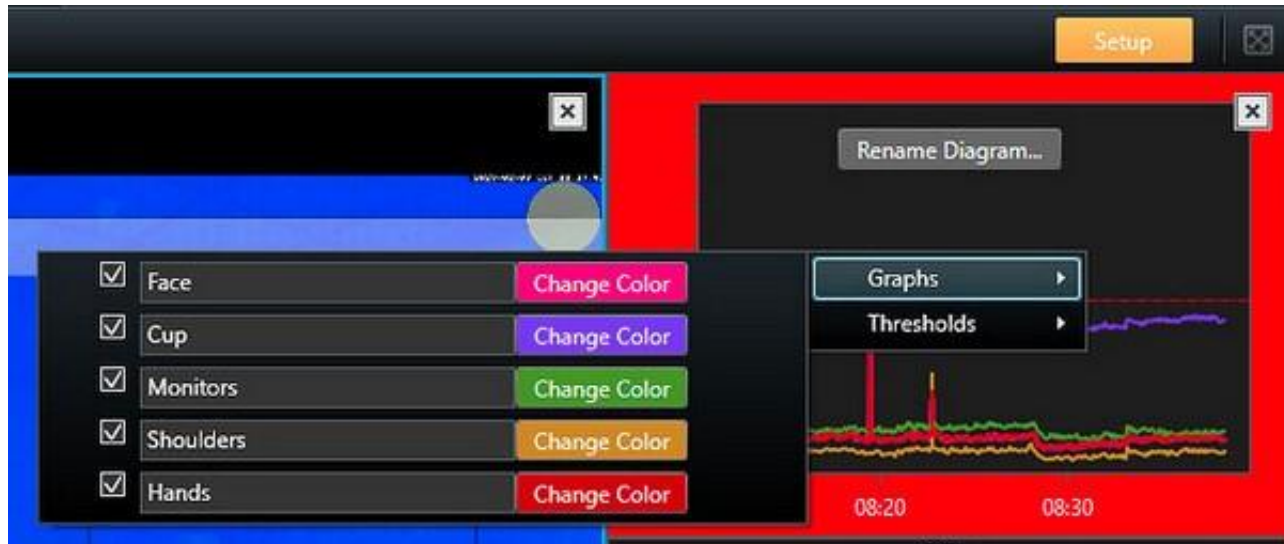 Setup
Rename Diagram...
Face Change Color
Graphs
Cup Change Color
Thresholds
Monitors Change Color
Shoulders Change Color
Hands Change Color
08:20 08:30